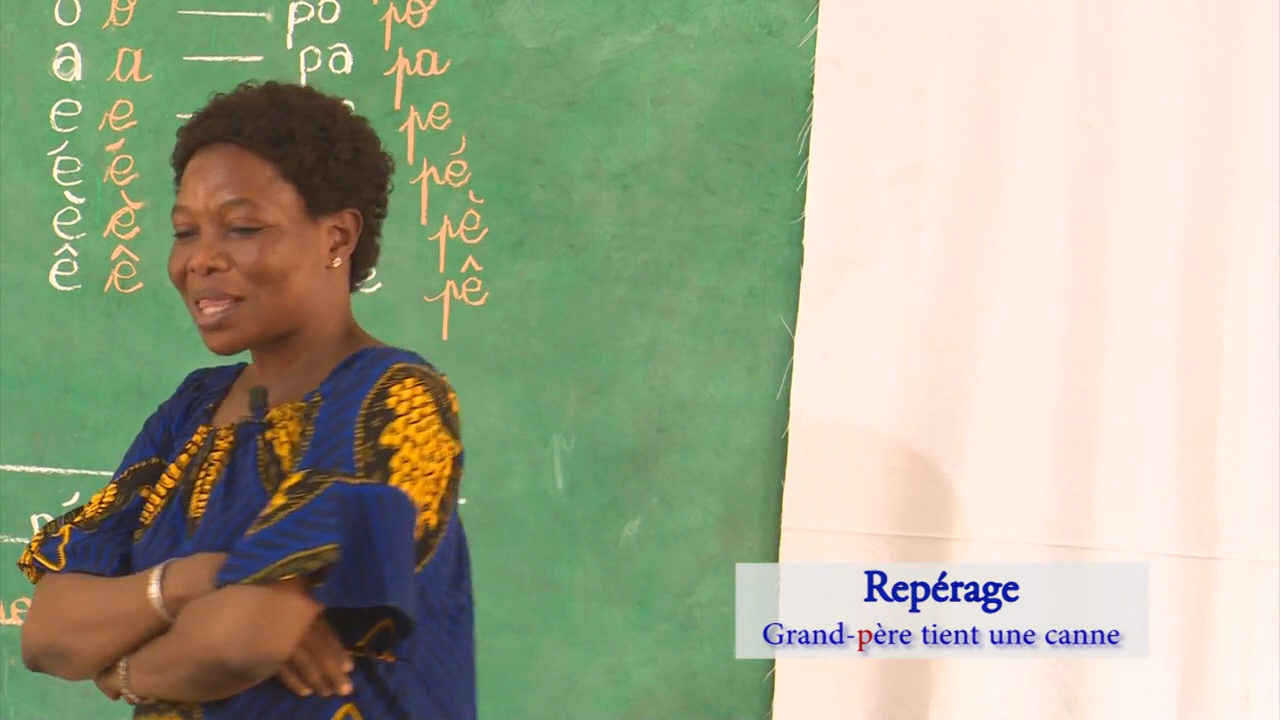 o o — po po
a a — pa pa
e e — pe
é é pé
è è pè
ê ê pê
Repérage
Grand-père tient une canne